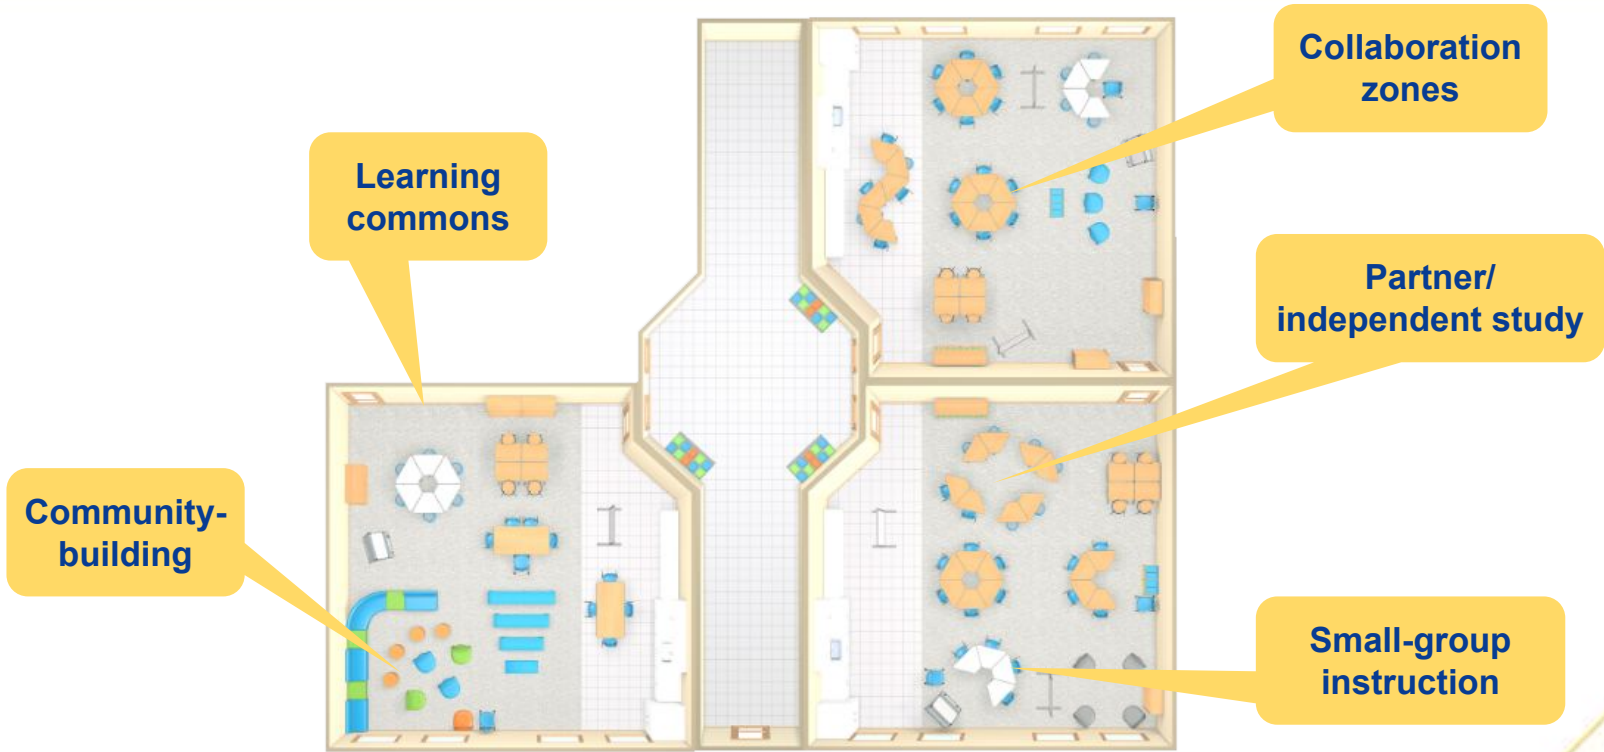 Collaboration
zones
Learning
commons
Partner/
independent study
Community-
building
Small-group
instruction